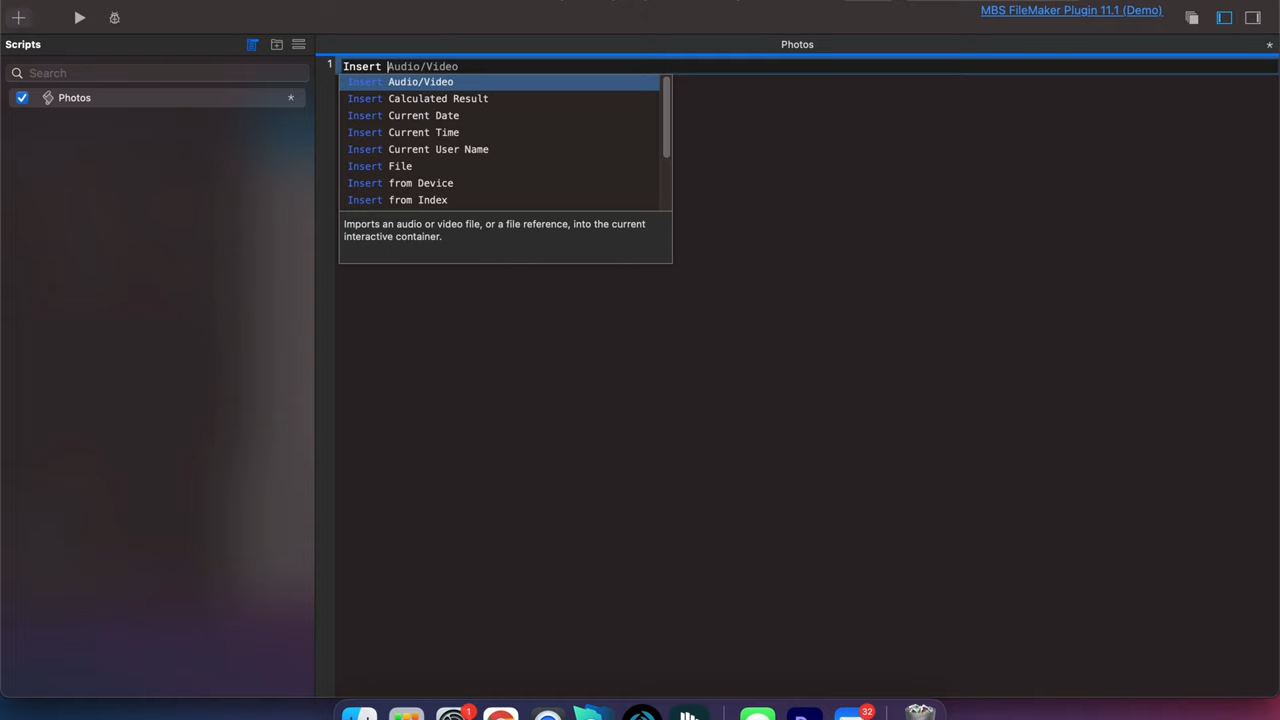 MBS FileMaker Plugin 11.1 (Demo)
Scripts
Photos
*
Search
Photos
*
1
Insert Audio/Video
Insert Audio/Video
Insert Calculated Result
Insert Current Date
Insert Current Time
Insert Current User Name
Insert File
Insert from Device
Insert from Index
Imports an audio or video file, or a file reference, into the current
interactive container.
1
32